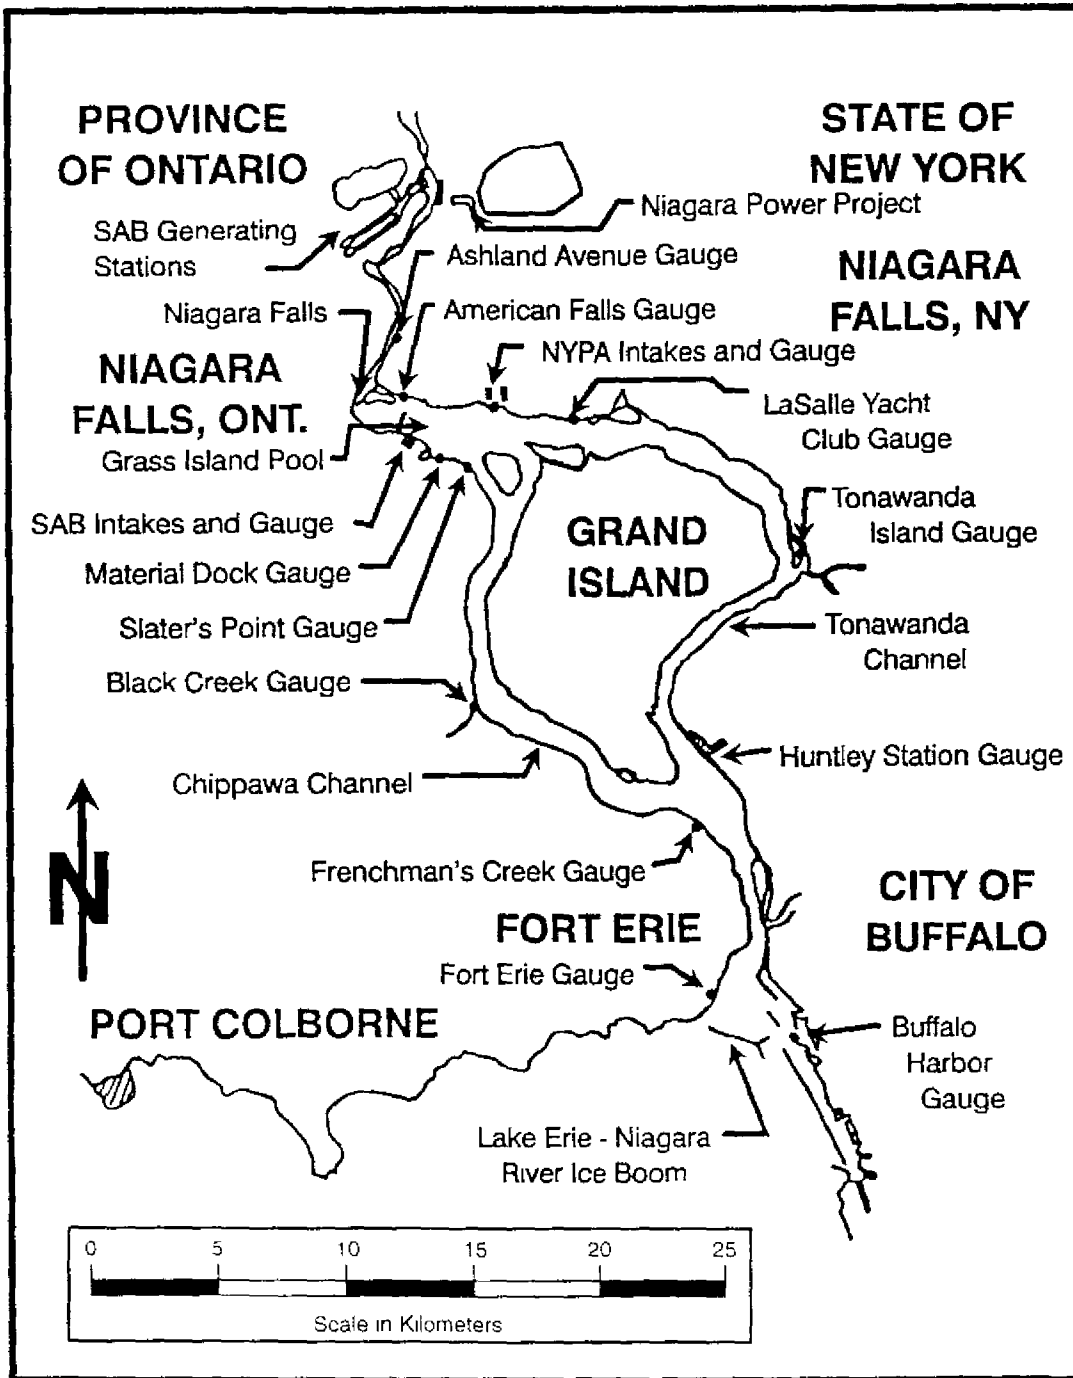 PROVINCE
OF ONTARIO
STATE OF
NEW YORK
Niagara Power Project
SAB Generating
Stations
Ashland Avenue Gauge
NIAGARA
FALLS, NY
Niagara Falls
American Falls Gauge
NYPA Intakes and Gauge
NIAGARA
FALLS, ONT.
LaSalle Yacht
Club Gauge
Grass Island Pool
Tonawanda
Island Gauge
SAB Intakes and Gauge
GRAND
ISLAND
Material Dock Gauge
Slater's Point Gauge
Tonawanda
Channel
Black Creek Gauge
Huntley Station Gauge
Chippawa Channel
N
Frenchman's Creek Gauge
CITY OF
BUFFALO
FORT ERIE
Fort Erie Gauge
PORT COLBORNE
Buffalo
Harbor
Gauge
Lake Erie - Niagara
River Ice Boom
0 5 10 15 20 25
Scale in Kilometers